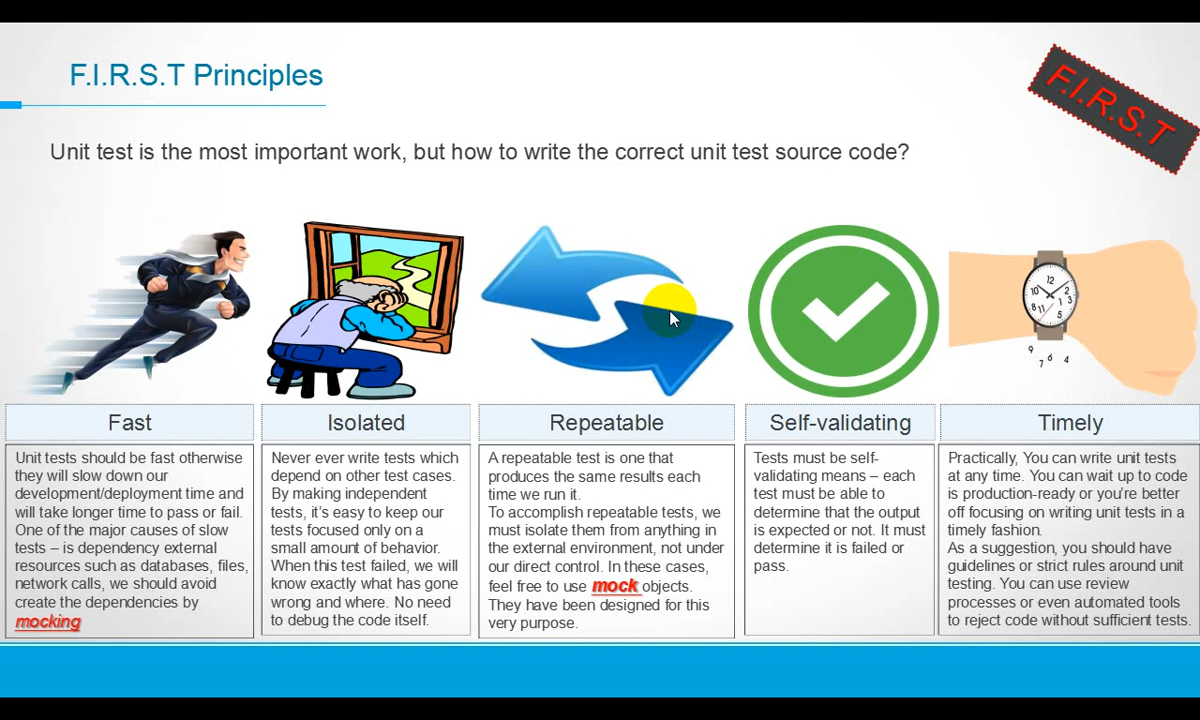 F.I.R.S.T Principles
F.I.R.S.T
Unit test is the most important work, but how to write the correct unit test source code?
12
2
3
1
5
11
8
10
9
7
6
4
Fast
Unit tests should be fast otherwise
they will slow down our
development/deployment time and
will take longer time to pass or fail.
One of the major causes of slow
tests – is dependency external
resources such as databases, files,
network calls, we should avoid
create the dependencies by
mocking
Isolated
Never ever write tests which
depend on other test cases.
By making independent
tests, it's easy to keep our
tests focused only on a
small amount of behavior.
When this test failed, we will
know exactly what has gone
wrong and where. No need
to debug the code itself.
Repeatable
A repeatable test is one that
produces the same results each
time we run it.
To accomplish repeatable tests, we
must isolate them from anything in
the external environment, not under
our direct control. In these cases,
feel free to use mock objects.
They have been designed for this
very purpose.
Self-validating
Tests must be self-
validating means – each
test must be able to
determine that the output
is expected or not. It must
determine it is failed or
pass.
Timely
Practically, You can write unit tests
at any time. You can wait up to code
is production-ready or you're better
off focusing on writing unit tests in a
timely fashion.
As a suggestion, you should have
guidelines or strict rules around unit
testing. You can use review
processes or even automated tools
to reject code without sufficient tests.